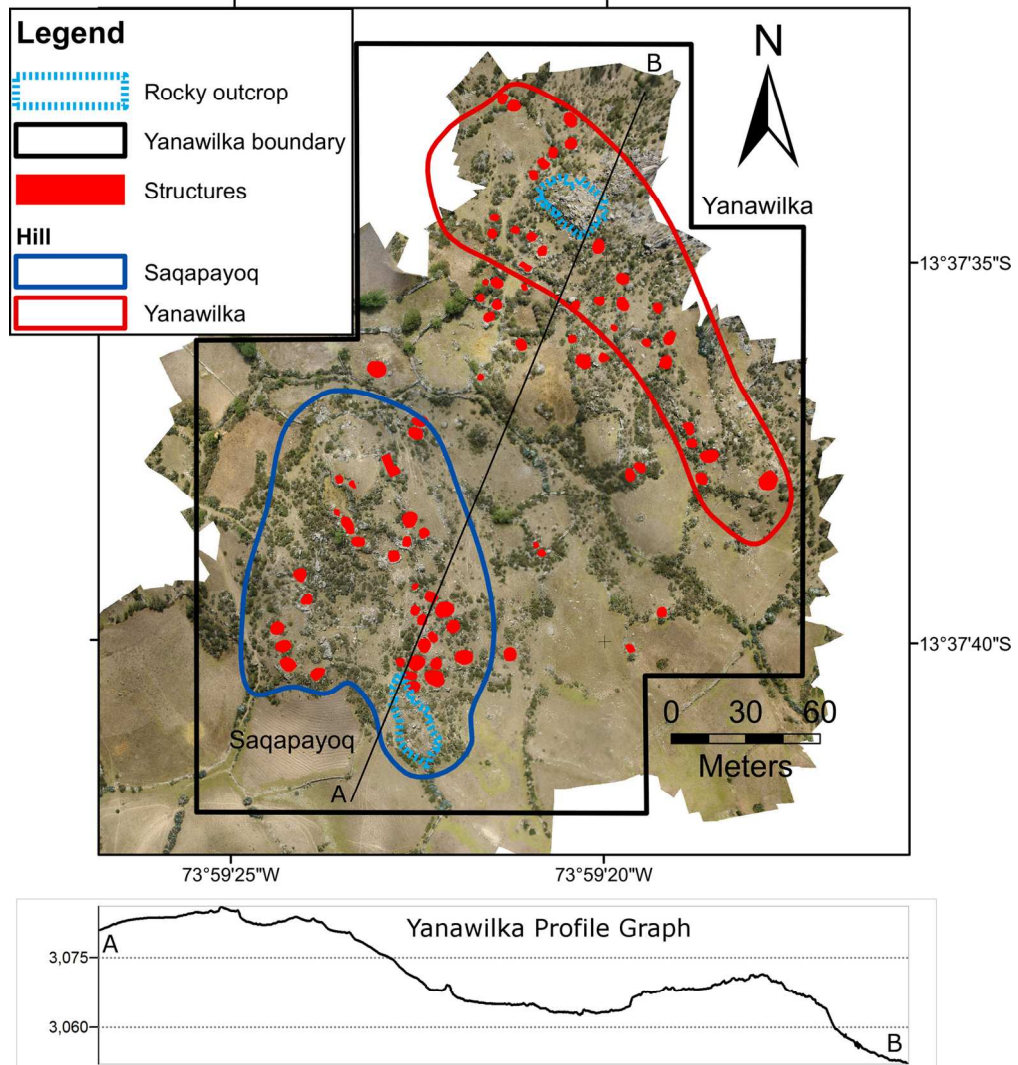 Legend
Rocky outcrop
Yanawilka boundary
Structures
Hill
Saqapayoq
Yanawilka
N
B
Yanawilka
13°37'35"S
13°37'40"S
0 30 60
Meters
Saqapayoq
A
73°59'25"W 73°59'20"W
Yanawilka Profile Graph
A
3,075
3,060
B